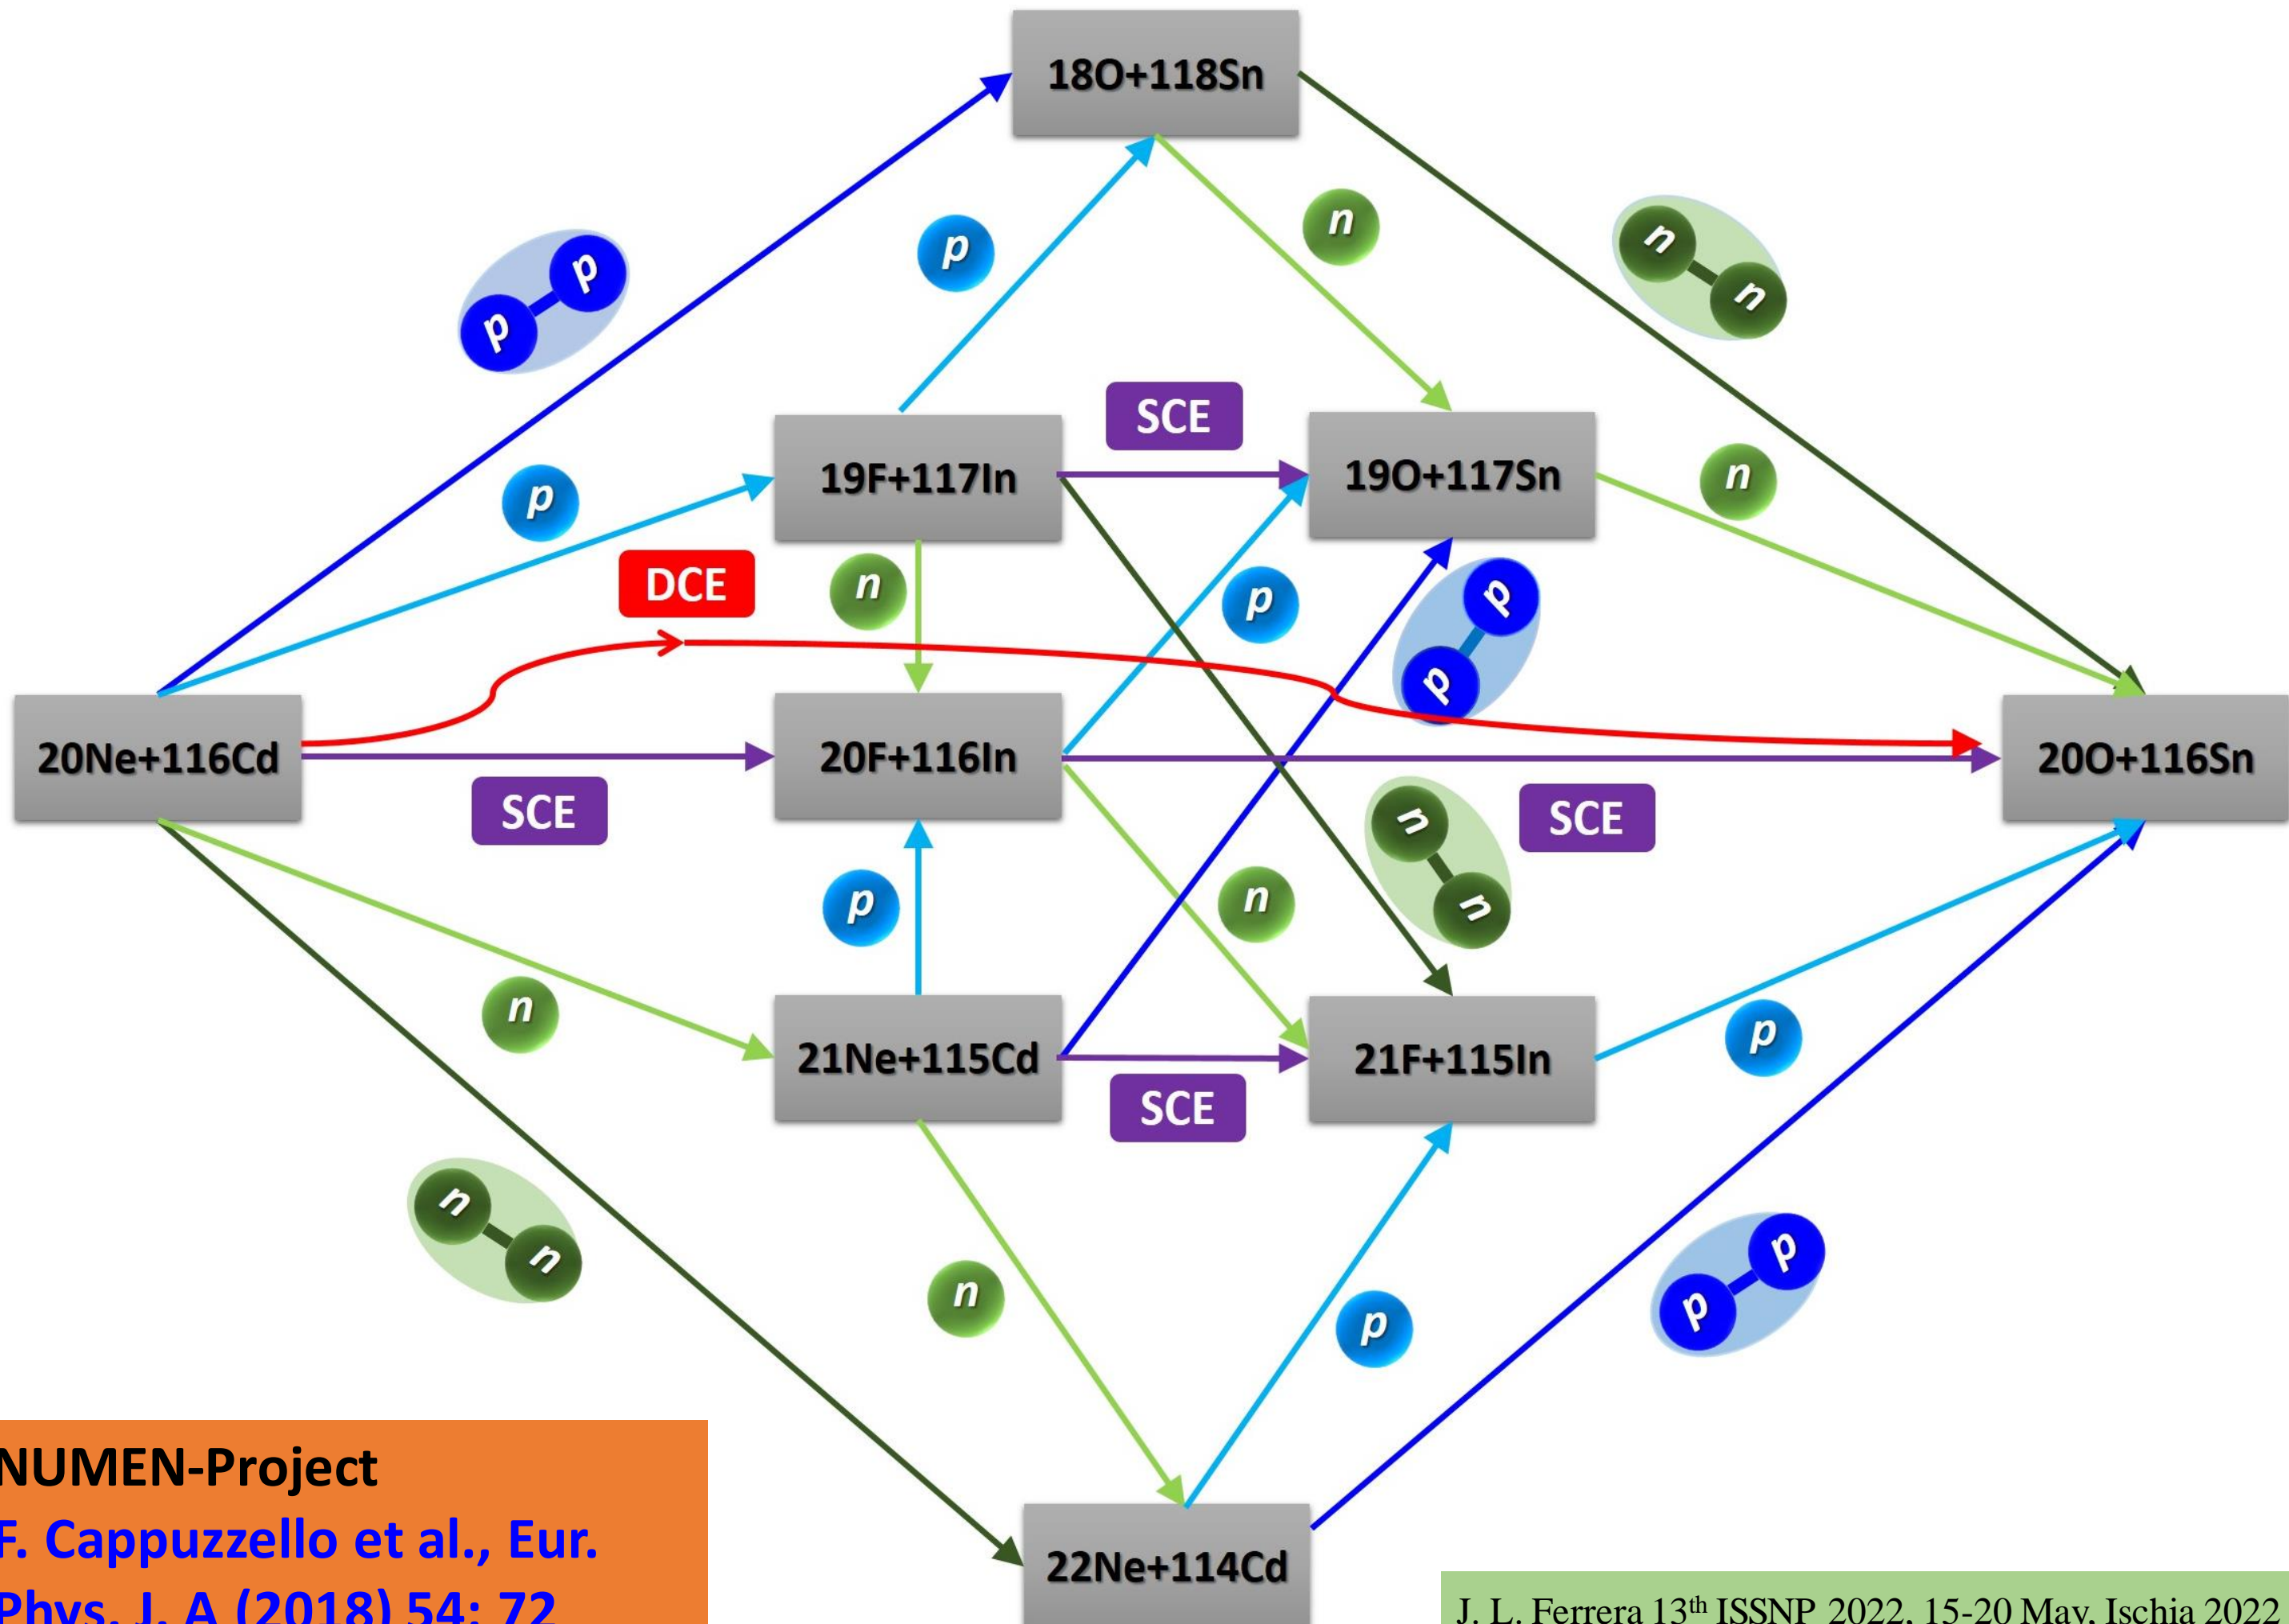 18O+118Sn
n
n
n
p
p
p
SCE
19F+117In
19O+117Sn
p
n
DCE
n
p
p
p
20Ne+116Cd
20F+116In
20O+116Sn
SCE
SCE
n
n
p
n
n
21Ne+115Cd
21F+115In
p
SCE
n
n
n
p
p
p
NUMEN-Project
F. Cappuzzello et al., Eur.
Phys. J. A (2018) 54: 72
22Ne+114Cd
J. L. Ferrera 13th ISSNP 2022, 15-20 May, Ischia 2022